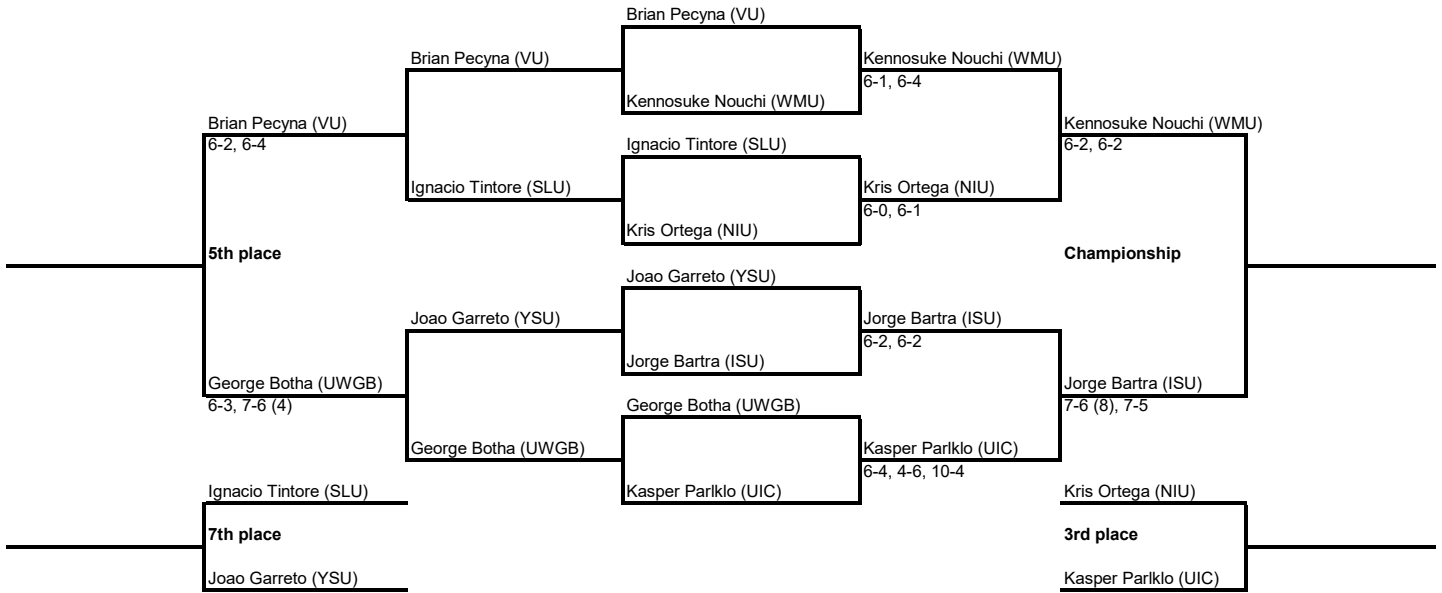 Brian Pecyna (VU)
Brian Pecyna (VU)
Kennosuke Nouchi (WMU)
6-1, 6-4
Kennosuke Nouchi (WMU)
Brian Pecyna (VU)
6-2, 6-4
Kennosuke Nouchi (WMU)
6-2, 6-2
Ignacio Tintore (SLU)
Ignacio Tintore (SLU)
Kris Ortega (NIU)
6-0, 6-1
Kris Ortega (NIU)
5th place
Championship
Joao Garreto (YSU)
Joao Garreto (YSU)
Jorge Bartra (ISU)
6-2, 6-2
Jorge Bartra (ISU)
George Botha (UWGB)
6-3, 7-6 (4)
Jorge Bartra (ISU)
7-6 (8), 7-5
George Botha (UWGB)
George Botha (UWGB)
Kasper Parlklo (UIC)
6-4, 4-6, 10-4
Kasper Parlklo (UIC)
Ignacio Tintore (SLU)
Kris Ortega (NIU)
7th place
3rd place
Joao Garreto (YSU)
Kasper Parlklo (UIC)